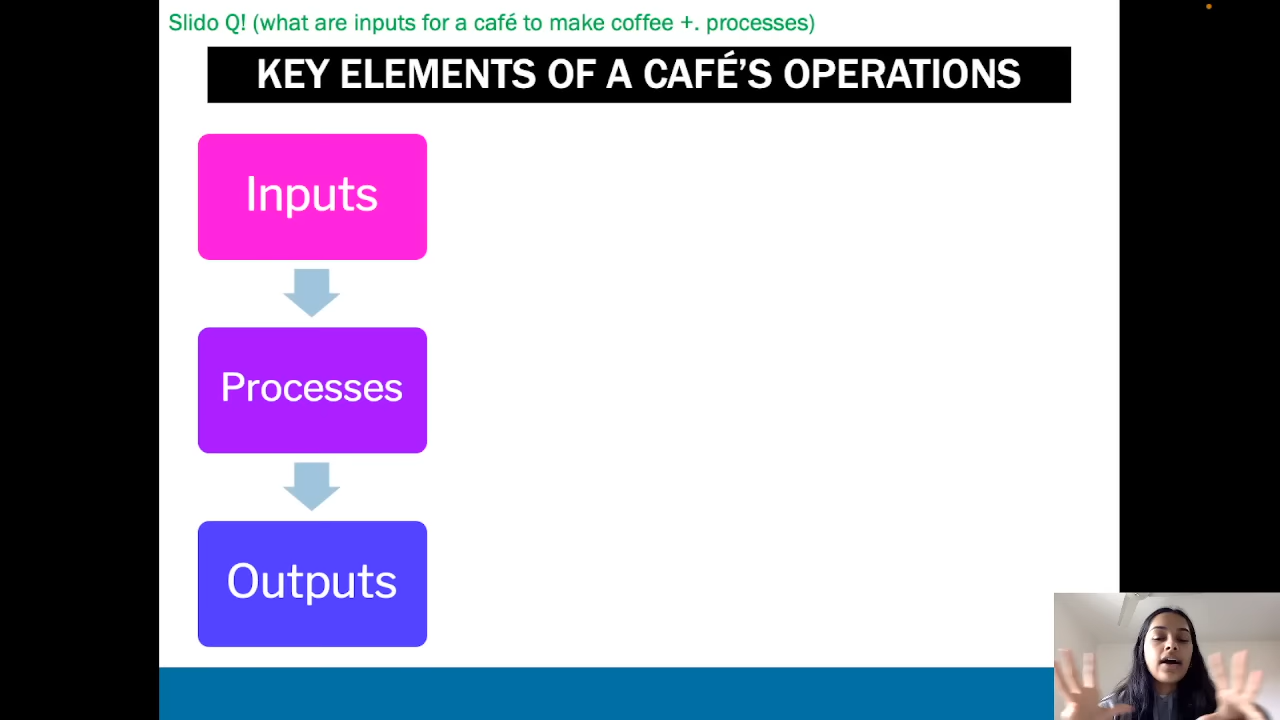 Slido Q! (what are inputs for a café to make coffee +. processes)
KEY ELEMENTS OF A CAFÉ’S OPERATIONS
Inputs
Processes
Outputs